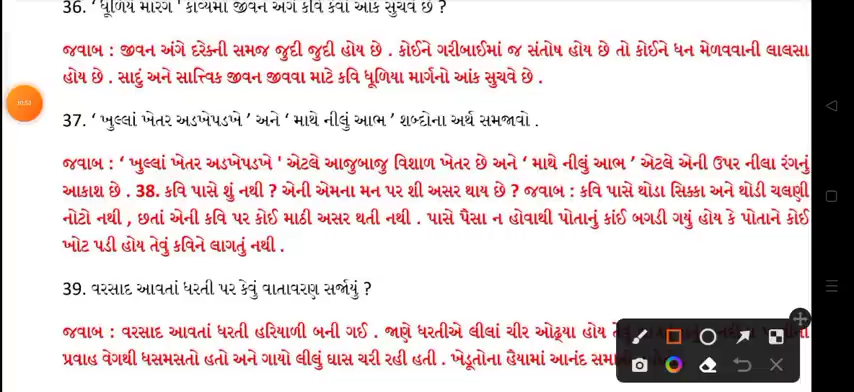 36. ‘ ધૂળિયે મારગ ' કાવ્યમાં જીવન અંગે કવિ કેવો આંક સુચવે છે ?
જવાબ : જીવન અંગે દરેકની સમજ જુદી જુદી હોય છે . કોઈને ગરીબાઈમાં જ સંતોષ હોય છે તો કોઈને ધન મેળવવાની લાલસા
હોય છે . સાદું અને સાત્ત્વિક જીવન જીવવા માટે કવિ ધૂળિયા માર્ગનો આંક સુચવે છે .
37. ‘ ખુલ્લાં ખેતર અડખેપડખે ’ અને ‘ માથે નીલું આભ ’ શબ્દોના અર્થ સમજાવો .
જવાબ : ‘ ખુલ્લાં ખેતર અડખેપડખે ' એટલે આજુબાજુ વિશાળ ખેતર છે અને ‘ માથે નીલું આભ ’ એટલે એની ઉપર નીલા રંગનું
આકાશ છે . 38. કવિ પાસે શું નથી ? એની એમના મન પર શી અસર થાય છે ? જવાબ : કવિ પાસે થોડા સિક્કા અને થોડી ચલણી
નોટો નથી , છતાં એની કવિ પર કોઈ માઠી અસર થતી નથી . પાસે પૈસા ન હોવાથી પોતાનું કાંઈ બગડી ગયું હોય કે પોતાને કોઈ
ખોટ પડી હોય તેવું કવિને લાગતું નથી .
39. વરસાદ આવતાં ધરતી પર કેવું વાતાવરણ સર્જાયું ?
જવાબ : વરસાદ આવતાં ધરતી હરિયાળી બની ગઈ . જાણે ધરતીએ લીલાં ચીર ઓઢ્યા હોય
પ્રવાહ વેગથી ધસમસતો હતો અને ગાયો લીલું ઘાસ ચરી રહી હતી . ખેડૂતોના હૈયામાં આનંદ